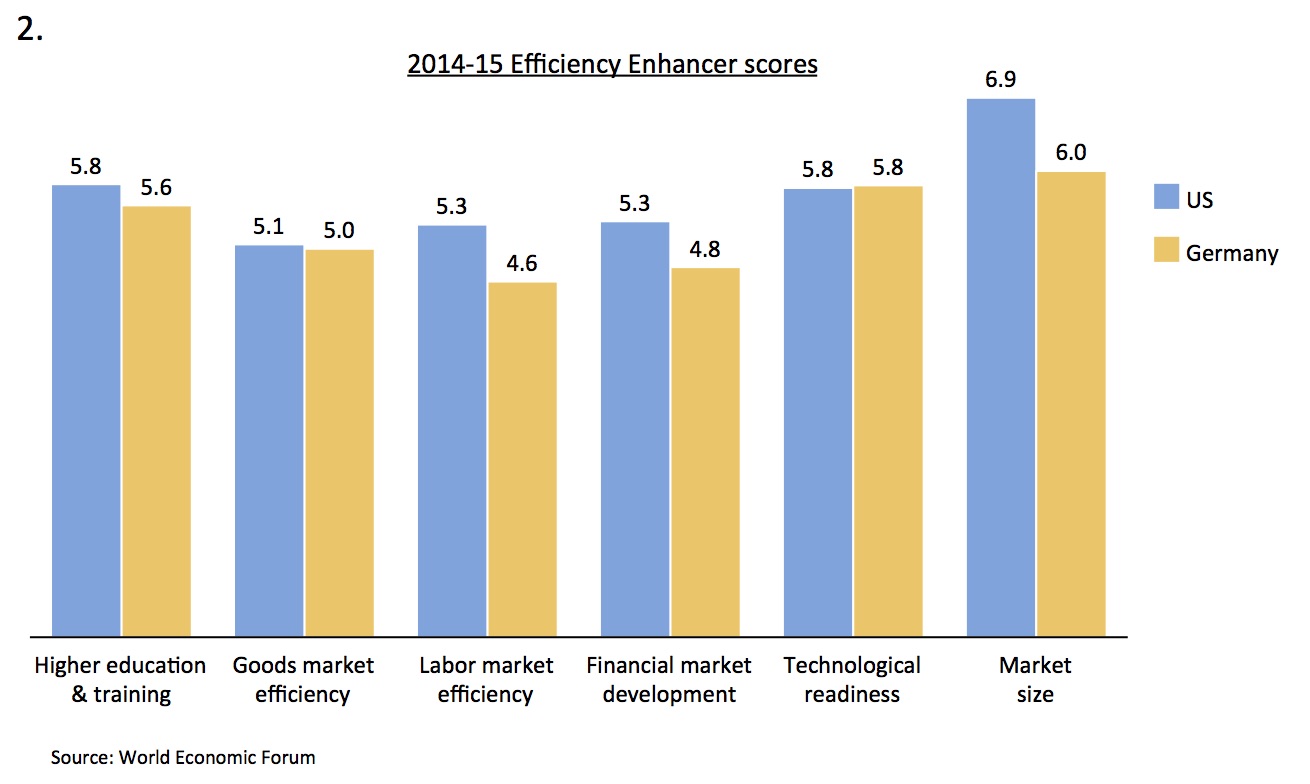 2.
2014-15 Efficiency Enhancer scores
6.9
5.8
5.6
5.1
5.0
5.3
4.6
5.3
4.8
5.8
5.8
6.0
US
Germany
Higher education
& training
Goods market
efficiency
Labor market
efficiency
Financial market
development
Technological
readiness
Market
size
Source: World Economic Forum